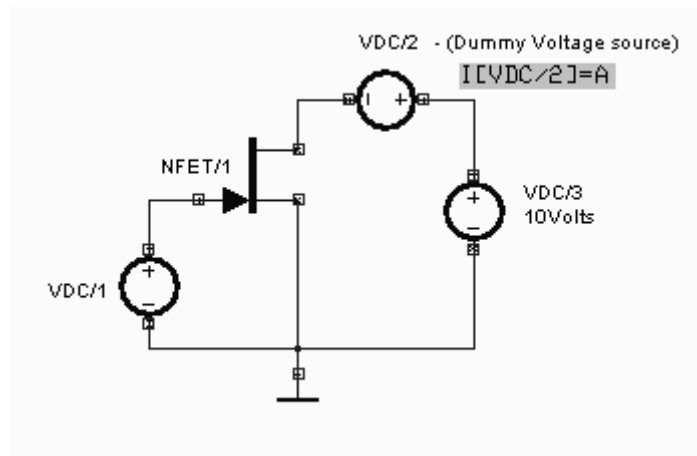 VDC/2 - (Dummy Voltage source)
I[VDC/2]=A
NFET/1
VDC/3
10Volts
VDC/1